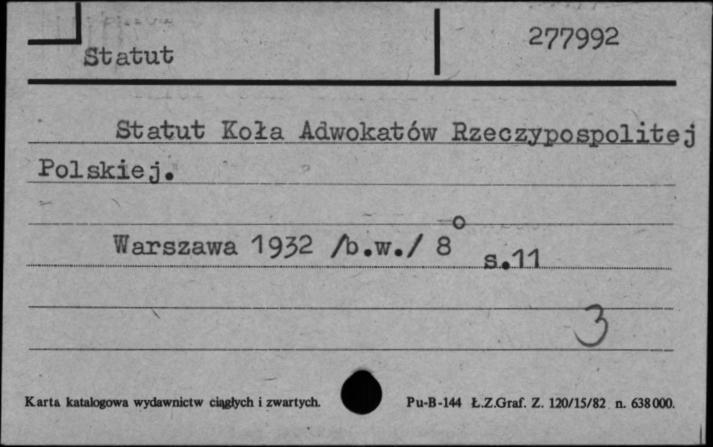 Statut 277992
Statut Koła Adwokatów Rzeczypospolitej
Polskiej.
Warszawa 1932 /b.w./ 8° s.11
3
Karta katalogowa wydawnictw ciągłych i zwartych. Pu-B-144 Ł.Z.Graf. Z. 120/15/82 n. 638000.